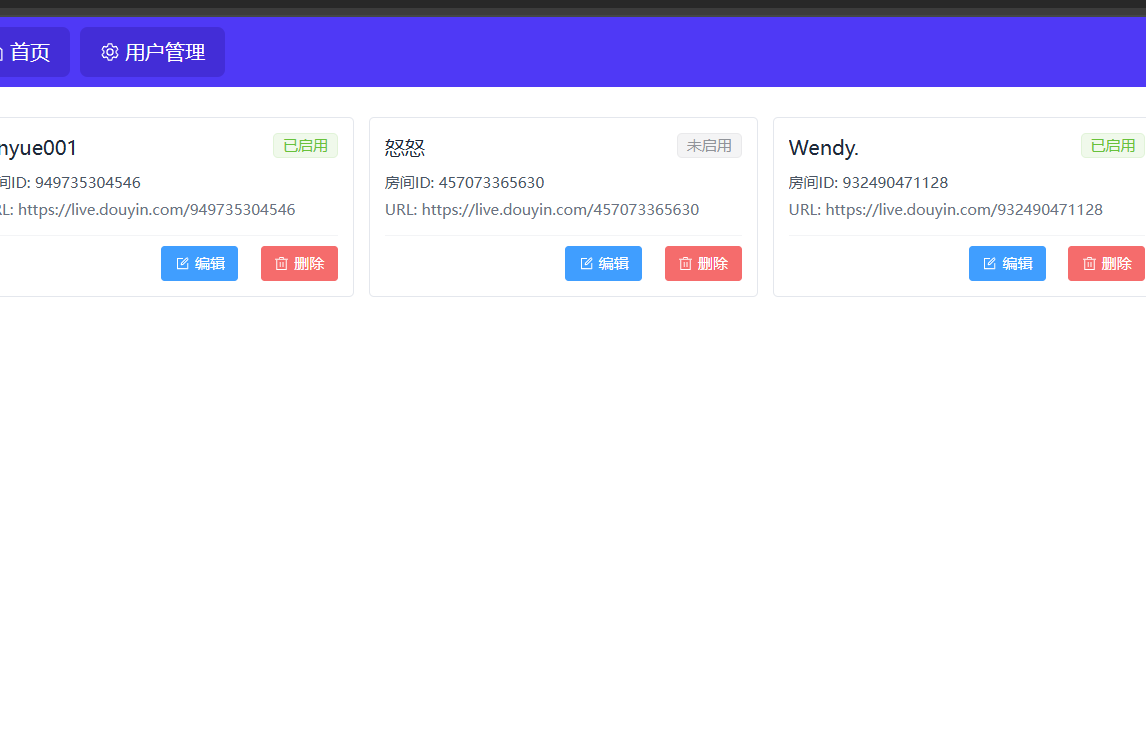 首页
用户管理
nyue001
已启用
间ID: 949735304546
L: https://live.douyin.com/949735304546
编辑
删除
怒怒
未启用
房间ID: 457073365630
URL: https://live.douyin.com/457073365630
编辑
删除
Wendy.
已启用
房间ID: 932490471128
URL: https://live.douyin.com/932490471128
编辑
删除